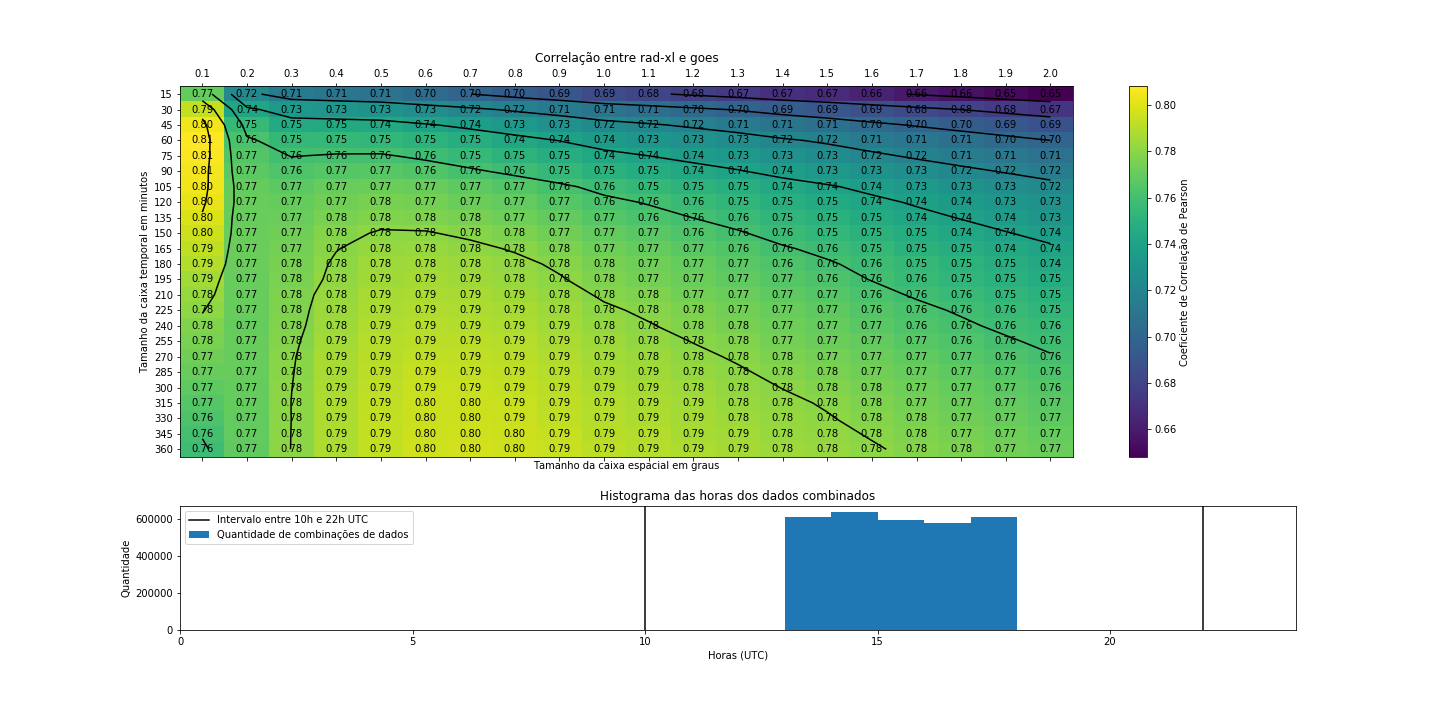 Correlação entre rad-xl e goes
0.1 0.2 0.3 0.4 0.5 0.6 0.7 0.8 0.9 1.0 1.1 1.2 1.3 1.4 1.5 1.6 1.7 1.8 1.9 2.0
15 0.77 0.72 0.71 0.71 0.71 0.70 0.70 0.70 0.69 0.69 0.68 0.68 0.67 0.67 0.67 0.66 0.66 0.66 0.65 0.65
30 0.79 0.74 0.73 0.73 0.73 0.73 0.72 0.72 0.71 0.71 0.71 0.70 0.70 0.69 0.69 0.69 0.68 0.68 0.68 0.67
45 0.80 0.75 0.75 0.75 0.74 0.74 0.74 0.73 0.73 0.72 0.72 0.72 0.71 0.71 0.71 0.70 0.70 0.70 0.69 0.69
60 0.81 0.76 0.75 0.75 0.75 0.75 0.75 0.74 0.74 0.74 0.73 0.73 0.73 0.72 0.72 0.71 0.71 0.71 0.70 0.70
75 0.81 0.77 0.76 0.76 0.76 0.76 0.75 0.75 0.75 0.74 0.74 0.74 0.73 0.73 0.73 0.72 0.72 0.71 0.71 0.71
90 0.81 0.77 0.76 0.77 0.77 0.76 0.76 0.76 0.75 0.75 0.75 0.74 0.74 0.74 0.73 0.73 0.73 0.72 0.72 0.72
105 0.80 0.77 0.76 0.77 0.77 0.77 0.77 0.76 0.76 0.76 0.75 0.75 0.75 0.74 0.74 0.74 0.73 0.73 0.73 0.72
120 0.80 0.77 0.77 0.77 0.77 0.77 0.77 0.77 0.77 0.76 0.76 0.76 0.75 0.75 0.75 0.74 0.74 0.74 0.73 0.73
135 0.80 0.77 0.77 0.78 0.78 0.78 0.77 0.77 0.77 0.77 0.76 0.76 0.76 0.75 0.75 0.75 0.74 0.74 0.74 0.73
150 0.80 0.77 0.77 0.78 0.78 0.78 0.78 0.78 0.77 0.77 0.77 0.76 0.76 0.76 0.75 0.75 0.75 0.74 0.74 0.74
165 0.79 0.77 0.77 0.78 0.78 0.78 0.78 0.78 0.78 0.77 0.77 0.77 0.76 0.76 0.76 0.75 0.75 0.75 0.74 0.74
180 0.79 0.77 0.77 0.78 0.78 0.78 0.78 0.78 0.78 0.78 0.77 0.77 0.77 0.76 0.76 0.76 0.75 0.75 0.75 0.74
195 0.79 0.77 0.77 0.78 0.79 0.79 0.79 0.78 0.78 0.78 0.77 0.77 0.77 0.77 0.76 0.76 0.76 0.75 0.75 0.75
210 0.78 0.77 0.78 0.78 0.79 0.79 0.79 0.79 0.78 0.78 0.78 0.77 0.77 0.77 0.77 0.76 0.76 0.76 0.75 0.75
225 0.78 0.77 0.78 0.78 0.79 0.79 0.79 0.79 0.78 0.78 0.78 0.78 0.77 0.77 0.77 0.77 0.76 0.76 0.76 0.75
240 0.78 0.77 0.78 0.79 0.79 0.79 0.79 0.79 0.79 0.78 0.78 0.78 0.77 0.77 0.77 0.77 0.76 0.76 0.76 0.76
255 0.78 0.77 0.78 0.79 0.79 0.79 0.79 0.79 0.79 0.78 0.78 0.78 0.78 0.77 0.77 0.77 0.77 0.76 0.76 0.76
270 0.77 0.77 0.78 0.79 0.79 0.79 0.79 0.79 0.79 0.79 0.78 0.78 0.78 0.78 0.77 0.77 0.77 0.77 0.76 0.76
285 0.77 0.77 0.78 0.79 0.79 0.79 0.79 0.79 0.79 0.79 0.78 0.78 0.78 0.78 0.78 0.77 0.77 0.77 0.77 0.76
300 0.77 0.77 0.78 0.79 0.79 0.79 0.79 0.79 0.79 0.79 0.79 0.78 0.78 0.78 0.78 0.77 0.77 0.77 0.77 0.76
315 0.77 0.77 0.78 0.79 0.79 0.80 0.80 0.79 0.79 0.79 0.79 0.79 0.78 0.78 0.78 0.78 0.77 0.77 0.77 0.77
330 0.76 0.77 0.78 0.79 0.79 0.80 0.80 0.79 0.79 0.79 0.79 0.79 0.78 0.78 0.78 0.78 0.78 0.77 0.77 0.77
345 0.76 0.77 0.78 0.79 0.79 0.80 0.80 0.80 0.79 0.79 0.79 0.79 0.79 0.78 0.78 0.78 0.78 0.77 0.77 0.77
360 0.76 0.77 0.78 0.79 0.79 0.80 0.80 0.80 0.79 0.79 0.79 0.79 0.79 0.78 0.78 0.78 0.78 0.78 0.77 0.77
Tamanho da caixa temporal em minutos
Tamanho da caixa espacial em graus
0.80
0.78
0.76
0.74
0.72
0.70
0.68
0.66
Coeficiente de Correlação de Pearson
Histograma das horas dos dados combinados
Intervalo entre 10h e 22h UTC
Quantidade de combinações de dados
600000
400000
200000
0
Quantidade
0 5 10 15 20
Horas (UTC)